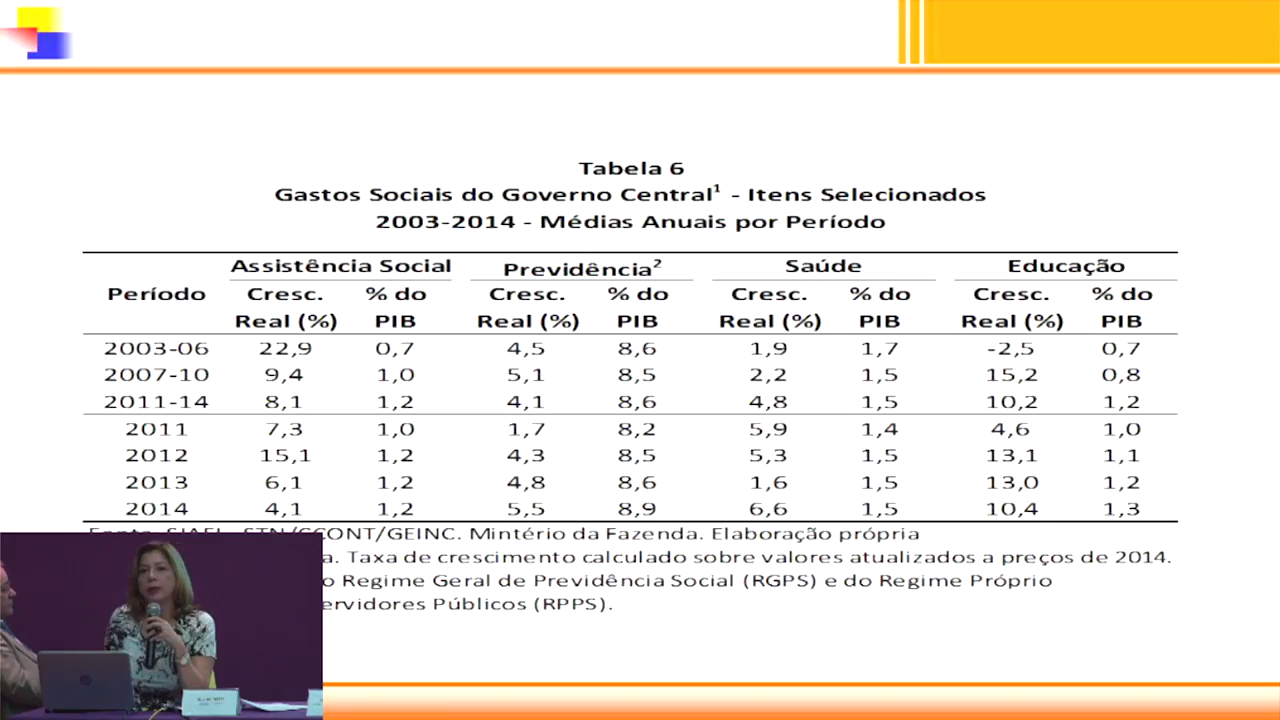 Tabela 6
Gastos Sociais do Governo Central¹ - Itens Selecionados
2003-2014 - Médias Anuais por Período
Assistência Social Previdência² Saúde Educação
Período Cresc. % do Cresc. % do Cresc. % do Cresc. % do
Real (%) PIB Real (%) PIB Real (%) PIB Real (%) PIB
2003-06 22,9 0,7 4,5 8,6 1,9 1,7 -2,5 0,7
2007-10 9,4 1,0 5,1 8,5 2,2 1,5 15,2 0,8
2011-14 8,1 1,2 4,1 8,6 4,8 1,5 10,2 1,2
2011 7,3 1,0 1,7 8,2 5,9 1,4 4,6 1,0
2012 15,1 1,2 4,3 8,5 5,3 1,5 13,1 1,1
2013 6,1 1,2 4,8 8,6 1,6 1,5 13,0 1,2
2014 4,1 1,2 5,5 8,9 6,6 1,5 10,4 1,3
Mintério da Fazenda. Elaboração própria
Taxa de crescimento calculado sobre valores atualizados a preços de 2014.
o Regime Geral de Previdência Social (RGPS) e do Regime Próprio
ervidores Públicos (RPPS).